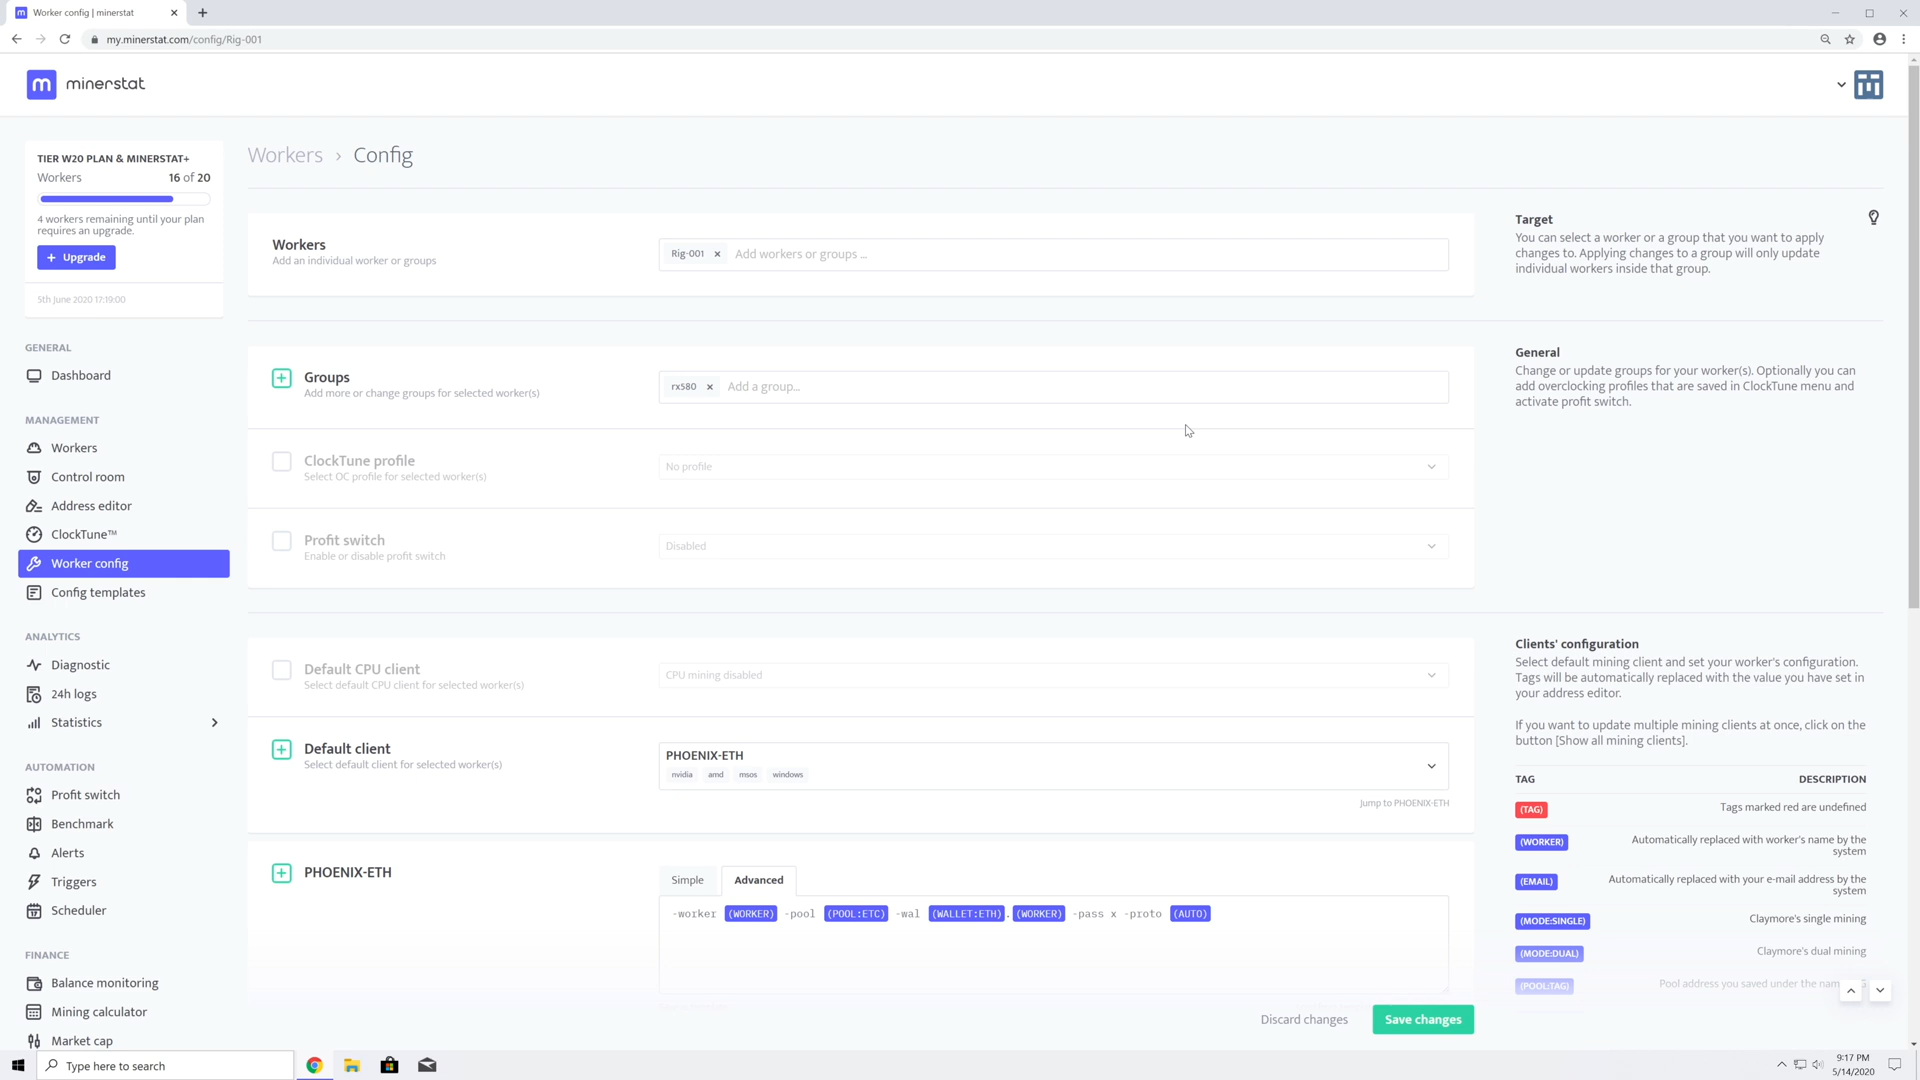 Worker config | minerstat
my.minerstat.com/config/Rig-001
m minerstat
TIER W20 PLAN & MINERSTAT+
Workers 16 of 20
4 workers remaining until your plan
requires an upgrade.
+ Upgrade
5th June 2020 17:19:00
GENERAL
Dashboard
MANAGEMENT
Workers
Control room
Address editor
ClockTune™
Worker config
Config templates
ANALYTICS
Diagnostic
24h logs
Statistics
AUTOMATION
Profit switch
Benchmark
Alerts
Triggers
Scheduler
FINANCE
Balance monitoring
Mining calculator
Market cap
Workers › Config
Workers
Add an individual worker or groups
Rig-001 × Add workers or groups ...
Groups
Add more or change groups for selected worker(s)
rx580 × Add a group...
ClockTune profile
Select OC profile for selected worker(s)
No profile
Profit switch
Enable or disable profit switch
Disabled
Default CPU client
Select default CPU client for selected worker(s)
CPU mining disabled
Default client
Select default client for selected worker(s)
PHOENIX-ETH
nvidia amd msos windows
Jump to PHOENIX-ETH
PHOENIX-ETH
Simple Advanced
-worker (WORKER) -pool (POOL:ETC) -wal (WALLET:ETH).(WORKER) -pass x -proto (AUTO)
Discard changes Save changes
Target
You can select a worker or a group that you want to apply
changes to. Applying changes to a group will only update
individual workers inside that group.
General
Change or update groups for your worker(s). Optionally you can
add overclocking profiles that are saved in ClockTune menu and
activate profit switch.
Clients' configuration
Select default mining client and set your worker's configuration.
Tags will be automatically replaced with the value you have set in
your address editor.
If you want to update multiple mining clients at once, click on the
button [Show all mining clients].
TAG DESCRIPTION
(TAG) Tags marked red are undefined
(WORKER) Automatically replaced with worker's name by the
system
(EMAIL) Automatically replaced with your e-mail address by the
system
(MODE:SINGLE) Claymore's single mining
(MODE:DUAL) Claymore's dual mining
(POOL:TAG) Pool address you saved under the
Type here to search
9:17 PM
5/14/2020